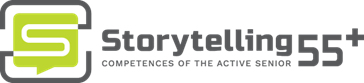 S Storytelling 55+
COMPETENCES OF THE ACTIVE SENIOR